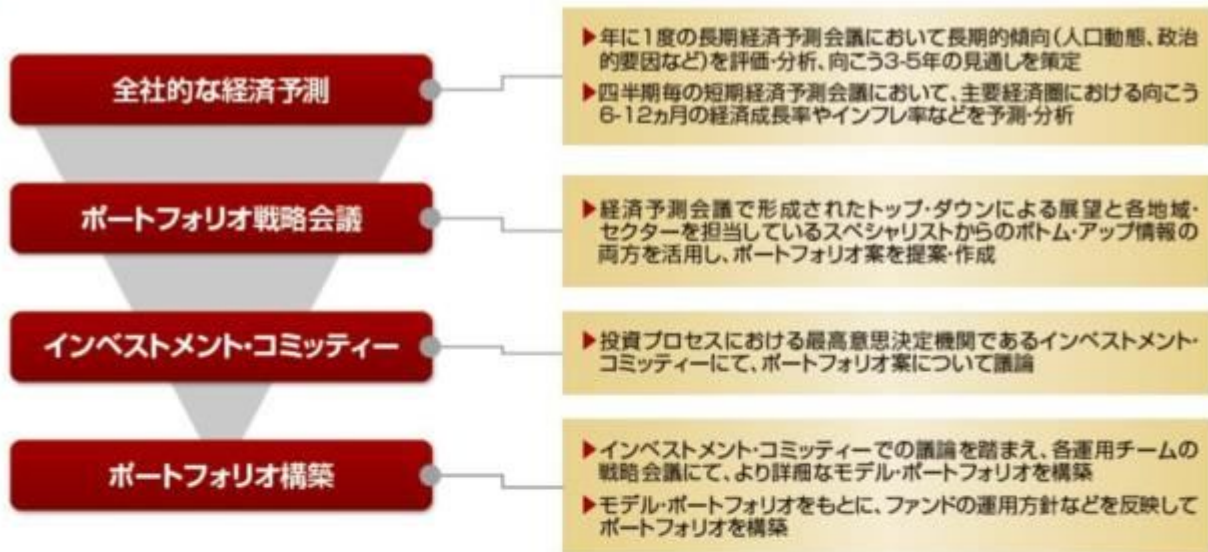 全社的な経済予測
▶年に1度の長期経済予測会議において長期的傾向(人口動態、政治
的要因など)を評価・分析、向こう3-5年の見通しを策定
▶四半期毎の短期経済予測会議において、主要経済圏における向こう
6-12ヵ月の経済成長率やインフレ率などを予測・分析
ポートフォリオ戦略会議
▶経済予測会議で形成されたトップ・ダウンによる展望と各地域・
セクターを担当しているスペシャリストからのボトム・アップ情報の
両方を活用し、ポートフォリオ案を提案・作成
インベストメント・コミッティー
▶投資プロセスにおける最高意思決定機関であるインベストメント・
コミッティーにて、ポートフォリオ案について議論
ポートフォリオ構築
▶インベストメント・コミッティーでの議論を踏まえ、各運用チームの
戦略会議にて、より詳細なモデル・ポートフォリオを構築
▶モデル・ポートフォリオをもとに、ファンドの運用方針などを反映して
ポートフォリオを構築